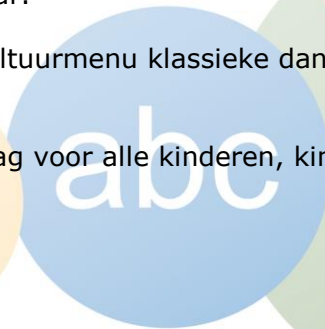 ltuurmenu klassieke dan
ag voor alle kinderen, kin
abc